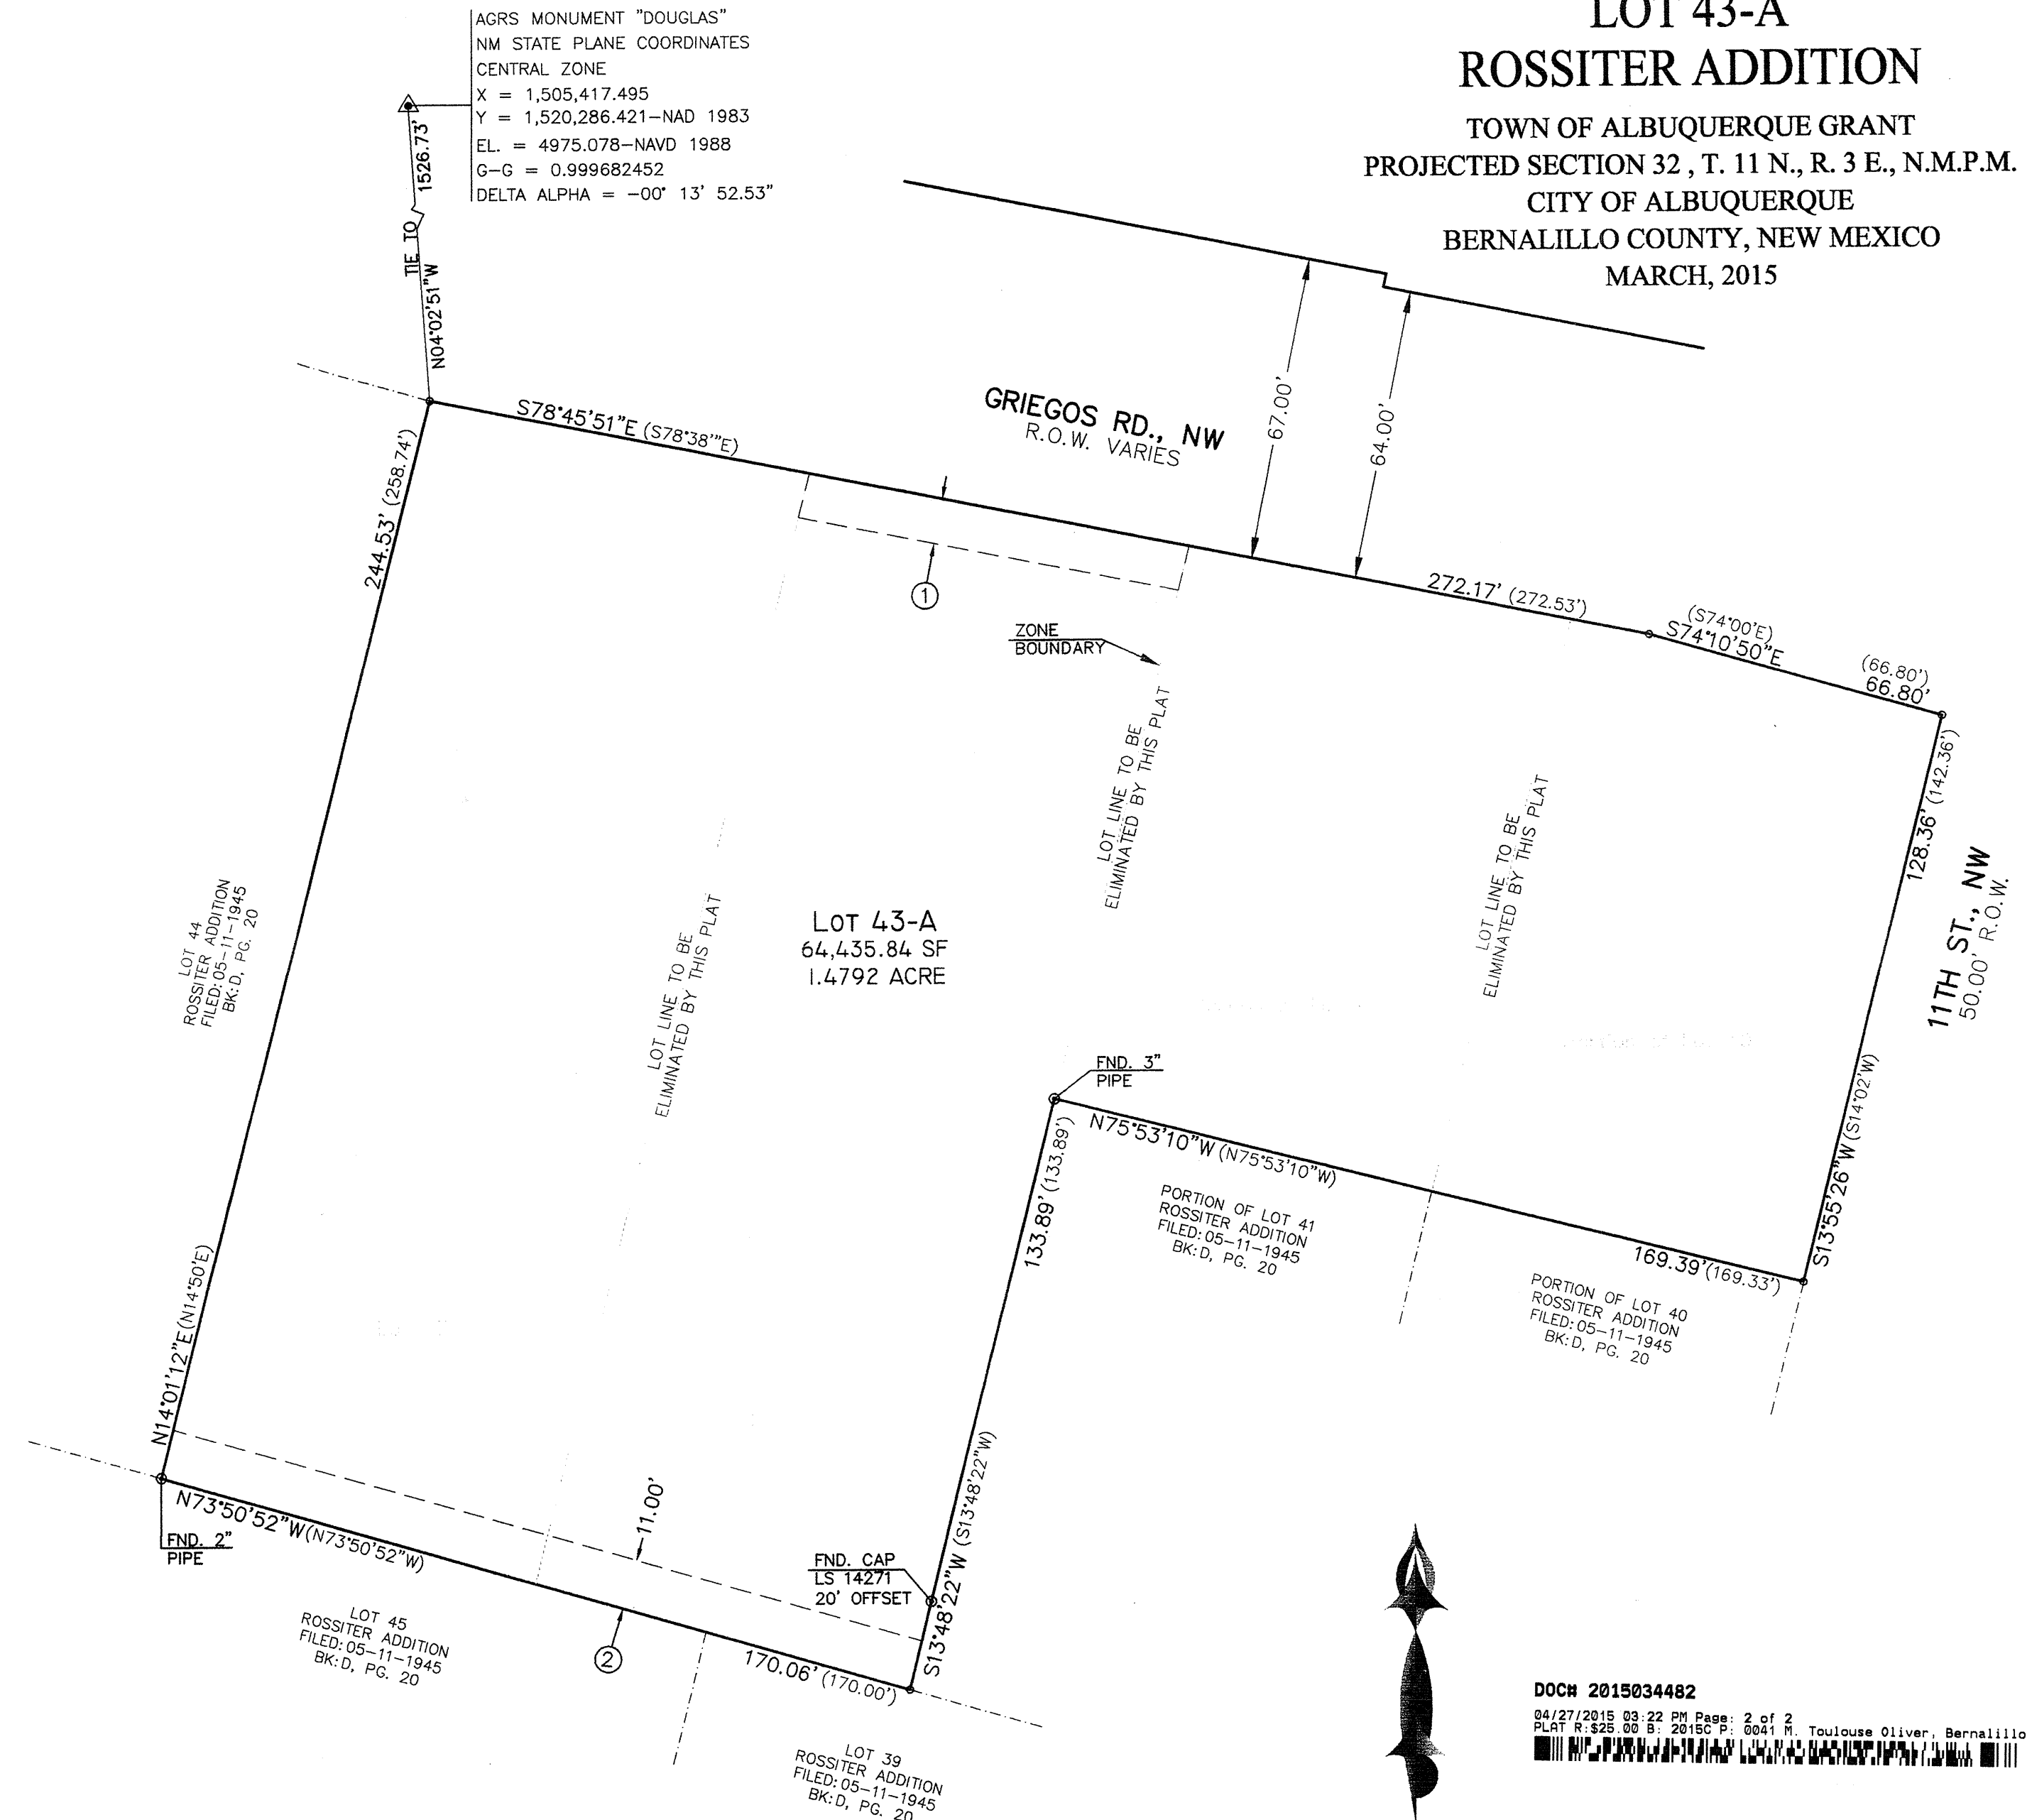 LOT 43-A
ROSSITER ADDITION
TOWN OF ALBUQUERQUE GRANT
PROJECTED SECTION 32 , T. 11 N., R. 3 E., N.M.P.M.
CITY OF ALBUQUERQUE
BERNALILLO COUNTY, NEW MEXICO
MARCH, 2015
AGRS MONUMENT "DOUGLAS"
NM STATE PLANE COORDINATES
CENTRAL ZONE
X = 1,505,417.495
Y = 1,520,286.421-NAD 1983
EL. = 4975.078-NAVD 1988
G-G = 0.999682452
DELTA ALPHA = -00° 13' 52.53"
TIE TO 1526.73'
N04°02'51"W
S78°45'51"E (S78°38'"E)
GRIEGOS RD., NW
R.O.W. VARIES
67.00'
64.00'
272.17' (272.53')
(S74°00'E)
S74°10'50"E
(66.80')
66.80'
244.53' (258.74')
1
ZONE
BOUNDARY
LOT LINE TO BE
ELIMINATED BY THIS PLAT
LOT LINE TO BE
ELIMINATED BY THIS PLAT
LOT LINE TO BE
ELIMINATED BY THIS PLAT
128.36' (142.36')
11TH ST., NW
50.00' R.O.W.
S13°55'26"W (S14°02'W)
LOT 44
ROSSITER ADDITION
FILED: 05-11-1945
BK: D, PG. 20
LOT 43-A
64,435.84 SF
1.4792 ACRE
FND. 3"
PIPE
N75°53'10"W (N75°53'10"W)
169.39' (169.33')
PORTION OF LOT 41
ROSSITER ADDITION
FILED: 05-11-1945
BK: D, PG. 20
PORTION OF LOT 40
ROSSITER ADDITION
FILED: 05-11-1945
BK: D, PG. 20
133.89' (133.89')
S13°48'22"W (S13°48'22"W)
N14°01'12"E (N14°50'E)
N73°50'52"W (N73°50'52"W)
11.00'
FND. 2"
PIPE
FND. CAP
LS 14271
20' OFFSET
170.06' (170.00')
2
LOT 45
ROSSITER ADDITION
FILED: 05-11-1945
BK: D, PG. 20
LOT 39
ROSSITER ADDITION
FILED: 05-11-1945
BK: D, PG. 20
DOC# 2015034482
04/27/2015 03:22 PM Page: 2 of 2
PLAT R:$25.00 B: 2015C P: 0041 M. Toulouse Oliver, Bernalillo